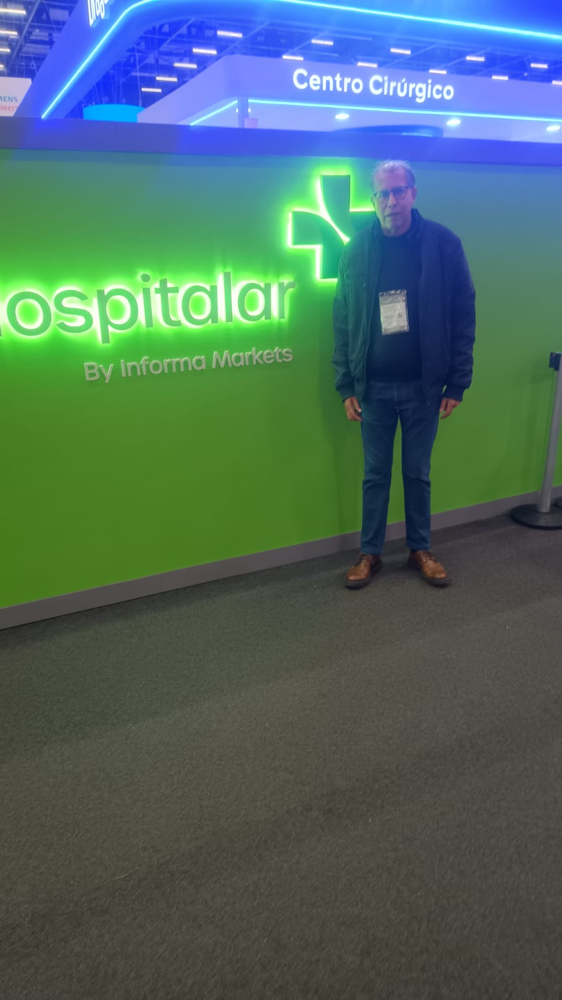 Centro Cirúrgico
ospitalar
By Informa Markets